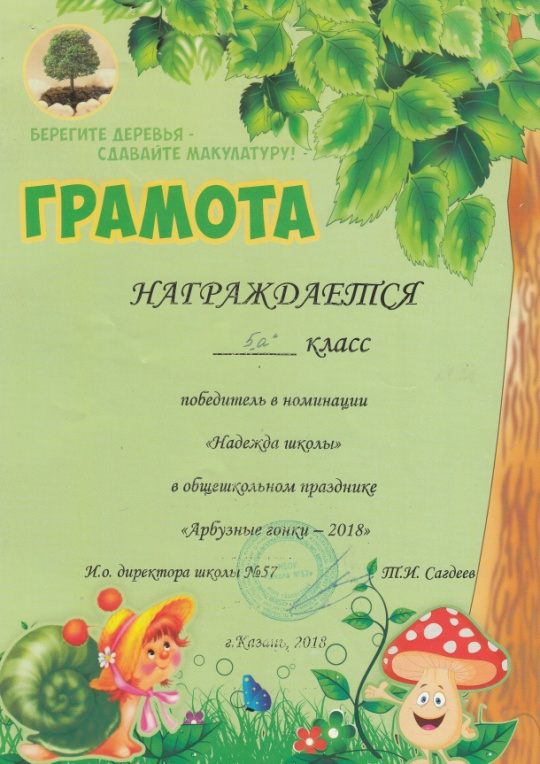 БЕРЕГИТЕ ДЕРЕВЬЯ -
СДАВАЙТЕ МАКУЛАТУРУ!
ГРАМОТА
НАГРАЖДАЕТСЯ
5 а" класс
победитель в номинации
«Надежда школы»
в общешкольном празднике
«Арбузные гонки – 2018»
И.о. директора школы №57 Т.И. Сагдеев
г.Казань, 2018